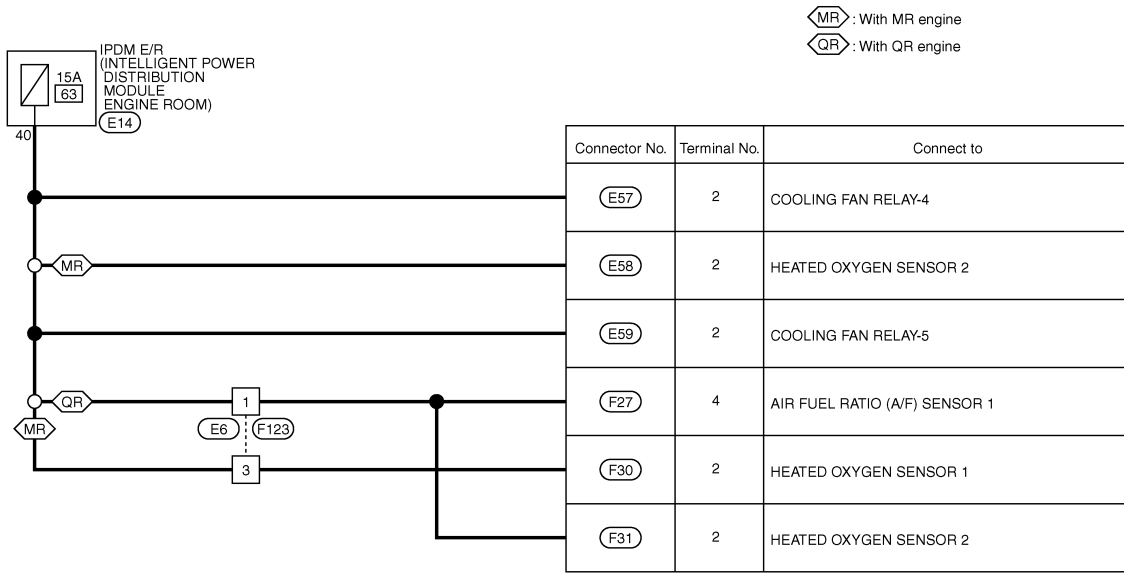 MR : With MR engine
QR : With QR engine
IPDM E/R
(INTELLIGENT POWER
DISTRIBUTION
MODULE
ENGINE ROOM)
15A
63
E14
40
Connector No. Terminal No. Connect to
E57 2 COOLING FAN RELAY-4
MR E58 2 HEATED OXYGEN SENSOR 2
E59 2 COOLING FAN RELAY-5
QR 1 F27 4 AIR FUEL RATIO (A/F) SENSOR 1
MR E6 F123
3 F30 2 HEATED OXYGEN SENSOR 1
F31 2 HEATED OXYGEN SENSOR 2